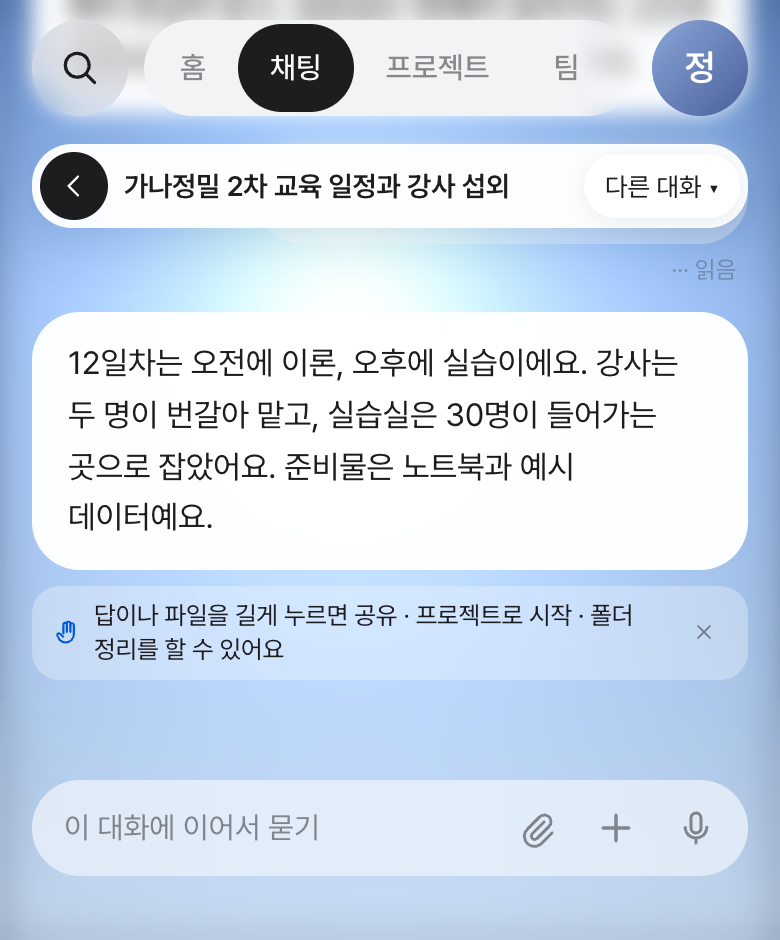 홈 채팅 프로젝트 팀 정
가나정밀 2차 교육 일정과 강사 섭외 다른 대화 ▾
··· 읽음
12일차는 오전에 이론, 오후에 실습이에요. 강사는
두 명이 번갈아 맡고, 실습실은 30명이 들어가는
곳으로 잡았어요. 준비물은 노트북과 예시
데이터예요.
답이나 파일을 길게 누르면 공유 · 프로젝트로 시작 · 폴더
정리를 할 수 있어요
이 대화에 이어서 묻기